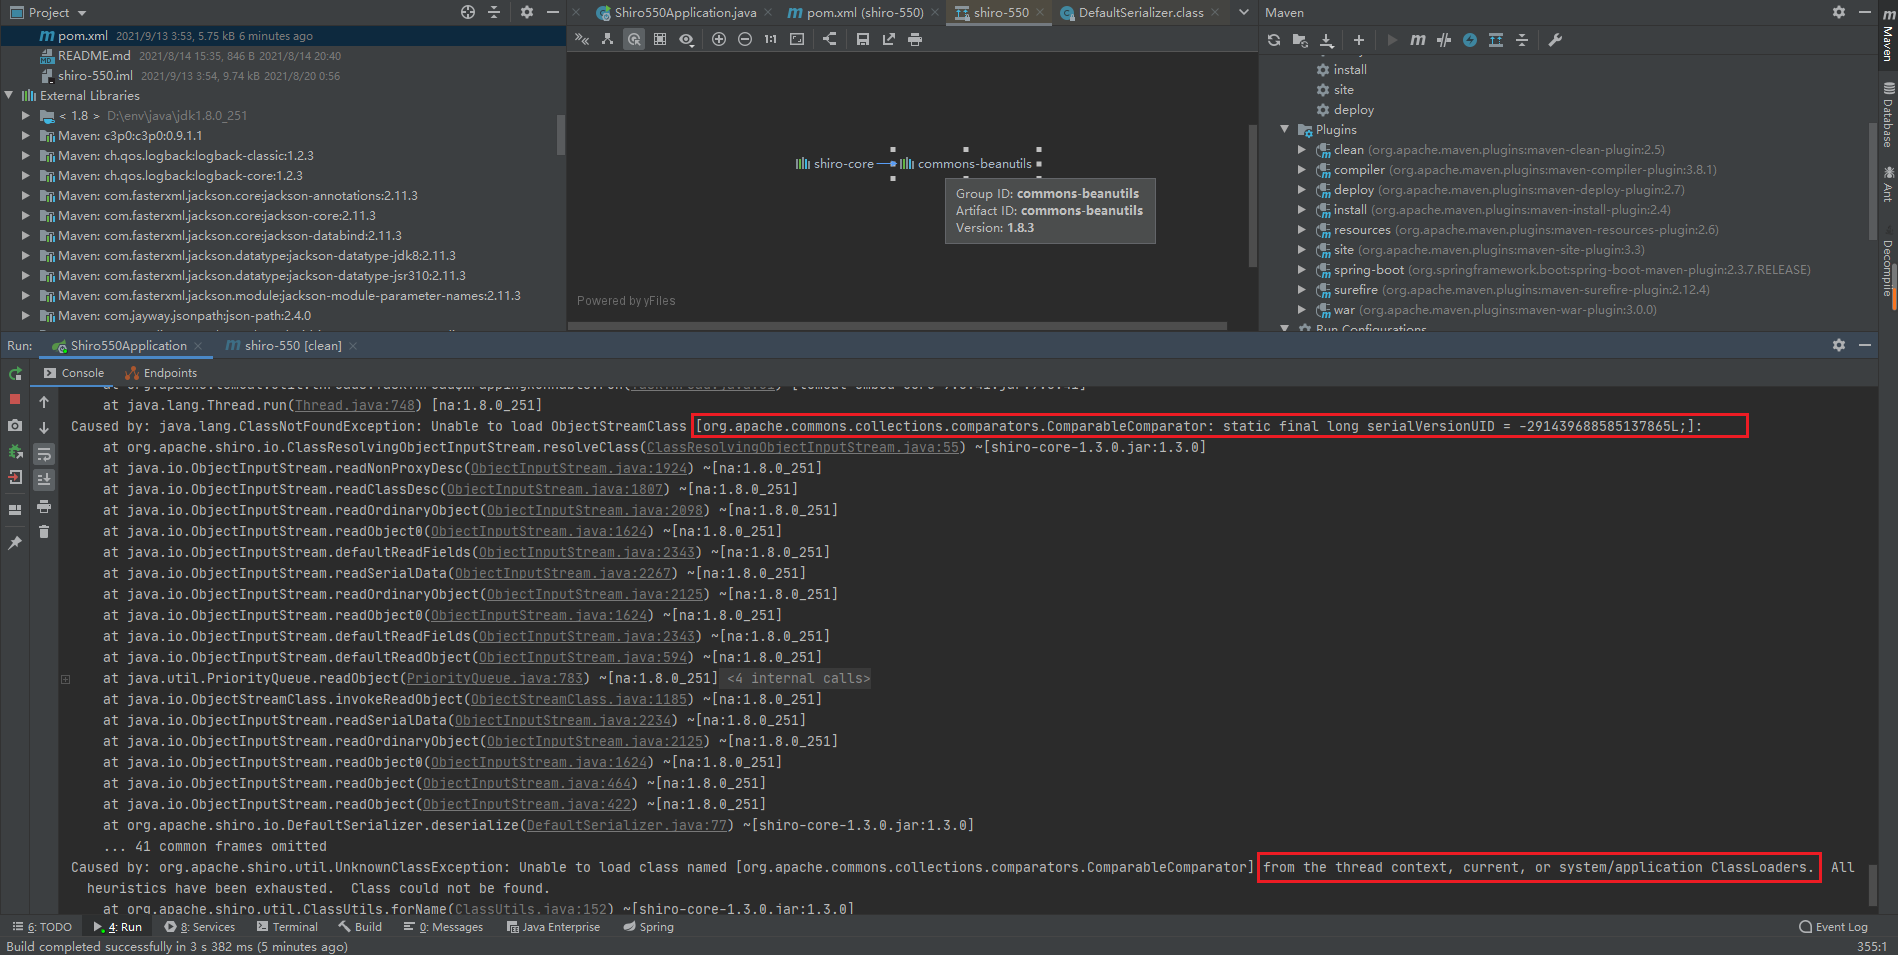 Project
pom.xml 2021/9/13 3:53, 5.75 kB 6 minutes ago
README.md 2021/8/14 15:35, 846 B 2021/8/14 20:40
shiro-550.iml 2021/9/13 3:54, 9.74 kB 2021/8/20 0:56
External Libraries
< 1.8 > D:\env\java\jdk1.8.0_251
Maven: c3p0:c3p0:0.9.1.1
Maven: ch.qos.logback:logback-classic:1.2.3
Maven: ch.qos.logback:logback-core:1.2.3
Maven: com.fasterxml.jackson.core:jackson-annotations:2.11.3
Maven: com.fasterxml.jackson.core:jackson-core:2.11.3
Maven: com.fasterxml.jackson.core:jackson-databind:2.11.3
Maven: com.fasterxml.jackson.datatype:jackson-datatype-jdk8:2.11.3
Maven: com.fasterxml.jackson.datatype:jackson-datatype-jsr310:2.11.3
Maven: com.fasterxml.jackson.module:jackson-module-parameter-names:2.11.3
Maven: com.jayway.jsonpath:json-path:2.4.0
Shiro550Application.java pom.xml (shiro-550) shiro-550 DefaultSerializer.class
1:1
shiro-core commons-beanutils
Group ID: commons-beanutils
Artifact ID: commons-beanutils
Version: 1.8.3
Powered by yFiles
Maven
install
site
deploy
Plugins
clean (org.apache.maven.plugins:maven-clean-plugin:2.5)
compiler (org.apache.maven.plugins:maven-compiler-plugin:3.8.1)
deploy (org.apache.maven.plugins:maven-deploy-plugin:2.7)
install (org.apache.maven.plugins:maven-install-plugin:2.4)
resources (org.apache.maven.plugins:maven-resources-plugin:2.6)
site (org.apache.maven.plugins:maven-site-plugin:3.3)
spring-boot (org.springframework.boot:spring-boot-maven-plugin:2.3.7.RELEASE)
surefire (org.apache.maven.plugins:maven-surefire-plugin:2.12.4)
war (org.apache.maven.plugins:maven-war-plugin:3.0.0)
Run Configurations
Maven
Database
Ant
Decompile
Run: Shiro550Application shiro-550 [clean]
Console Endpoints
at java.lang.Thread.run(Thread.java:748) [na:1.8.0_251]
Caused by: java.lang.ClassNotFoundException: Unable to load ObjectStreamClass [org.apache.commons.collections.comparators.ComparableComparator: static final long serialVersionUID = -291439688585137865L;]:
at org.apache.shiro.io.ClassResolvingObjectInputStream.resolveClass(ClassResolvingObjectInputStream.java:55) ~[shiro-core-1.3.0.jar:1.3.0]
at java.io.ObjectInputStream.readNonProxyDesc(ObjectInputStream.java:1924) ~[na:1.8.0_251]
at java.io.ObjectInputStream.readClassDesc(ObjectInputStream.java:1807) ~[na:1.8.0_251]
at java.io.ObjectInputStream.readOrdinaryObject(ObjectInputStream.java:2098) ~[na:1.8.0_251]
at java.io.ObjectInputStream.readObject0(ObjectInputStream.java:1624) ~[na:1.8.0_251]
at java.io.ObjectInputStream.defaultReadFields(ObjectInputStream.java:2343) ~[na:1.8.0_251]
at java.io.ObjectInputStream.readSerialData(ObjectInputStream.java:2267) ~[na:1.8.0_251]
at java.io.ObjectInputStream.readOrdinaryObject(ObjectInputStream.java:2125) ~[na:1.8.0_251]
at java.io.ObjectInputStream.readObject0(ObjectInputStream.java:1624) ~[na:1.8.0_251]
at java.io.ObjectInputStream.defaultReadFields(ObjectInputStream.java:2343) ~[na:1.8.0_251]
at java.io.ObjectInputStream.defaultReadObject(ObjectInputStream.java:594) ~[na:1.8.0_251]
at java.util.PriorityQueue.readObject(PriorityQueue.java:783) ~[na:1.8.0_251] <4 internal calls>
at java.io.ObjectStreamClass.invokeReadObject(ObjectStreamClass.java:1185) ~[na:1.8.0_251]
at java.io.ObjectInputStream.readSerialData(ObjectInputStream.java:2234) ~[na:1.8.0_251]
at java.io.ObjectInputStream.readOrdinaryObject(ObjectInputStream.java:2125) ~[na:1.8.0_251]
at java.io.ObjectInputStream.readObject0(ObjectInputStream.java:1624) ~[na:1.8.0_251]
at java.io.ObjectInputStream.readObject(ObjectInputStream.java:464) ~[na:1.8.0_251]
at java.io.ObjectInputStream.readObject(ObjectInputStream.java:422) ~[na:1.8.0_251]
at org.apache.shiro.io.DefaultSerializer.deserialize(DefaultSerializer.java:77) ~[shiro-core-1.3.0.jar:1.3.0]
... 41 common frames omitted
Caused by: org.apache.shiro.util.UnknownClassException: Unable to load class named [org.apache.commons.collections.comparators.ComparableComparator] from the thread context, current, or system/application ClassLoaders. All
heuristics have been exhausted. Class could not be found.
at org.apache.shiro.util.ClassUtils.forName(ClassUtils.java:152) ~[shiro-core-1.3.0.jar:1.3.0]
6: TODO 4: Run 8: Services Terminal Build 0: Messages Java Enterprise Spring Event Log
Build completed successfully in 3 s 382 ms (5 minutes ago) 355:1